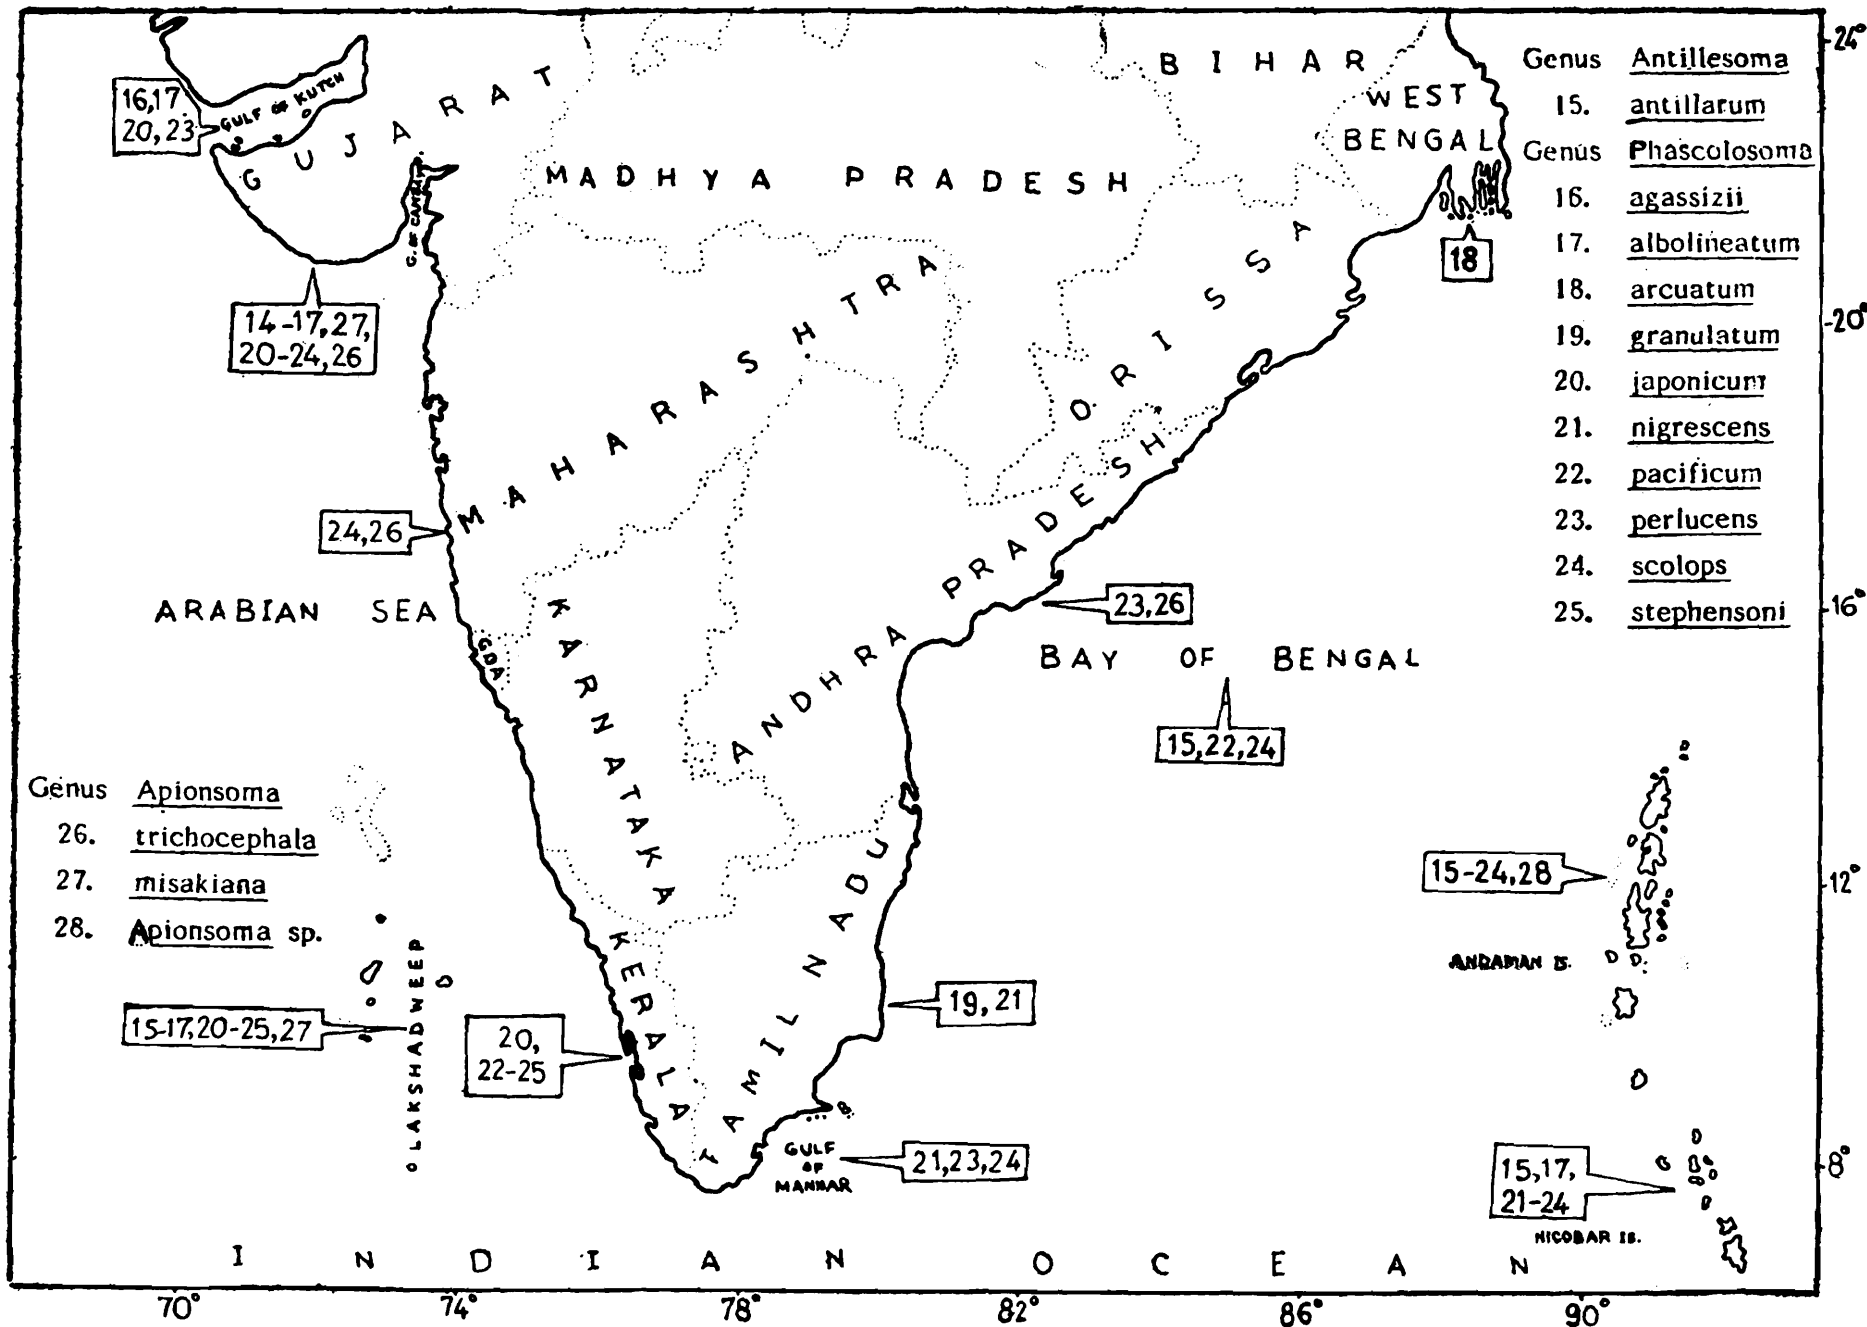 24°
BIHAR
WEST
BENGAL
Genus Antillesoma
15. antillarum
Genus Phascolosoma
16. agassizii
17. albolineatum
18. arcuatum
19. granulatum
20. japonicum
21. nigrescens
22. pacificum
23. perlucens
24. scolops
25. stephensoni
16,17
20,23
GULF OF KUTCH
GUJARAT
G. OF CAMBAY
MADHYA PRADESH
18
14-17,27,
20-24,26
20°
MAHARASHTRA
ORISSA
24,26
ARABIAN SEA
GOA
KARNATAKA
ANDHRA PRADESH
23,26
16°
BAY OF BENGAL
15,22,24
Genus Apionsoma
26. trichocephala
27. misakiana
28. Apionsoma sp.
15-24,28
12°
ANDAMAN IS.
LAKSHADWEEP
15-17,20-25,27
20,
22-25
KERALA
TAMIL NADU
19,21
GULF
OF
MANNAR
21,23,24
8°
15,17,
21-24
NICOBAR IS.
INDIAN OCEAN
70° 74° 78° 82° 86° 90°